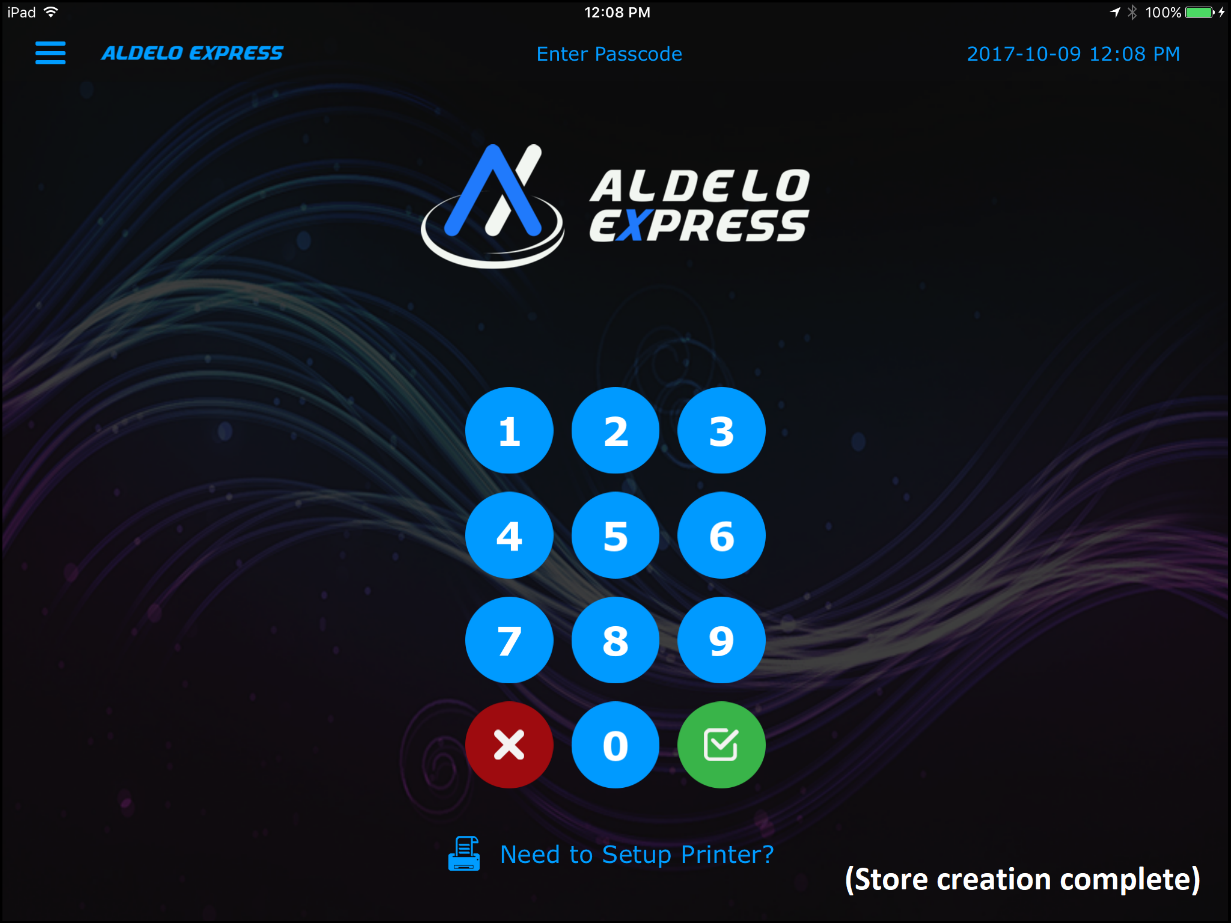 iPad 12:08 PM 100%
ALDELO EXPRESS Enter Passcode 2017-10-09 12:08 PM
ALDELO
EXPRESS
1 2 3
4 5 6
7 8 9
0
Need to Setup Printer?
(Store creation complete)